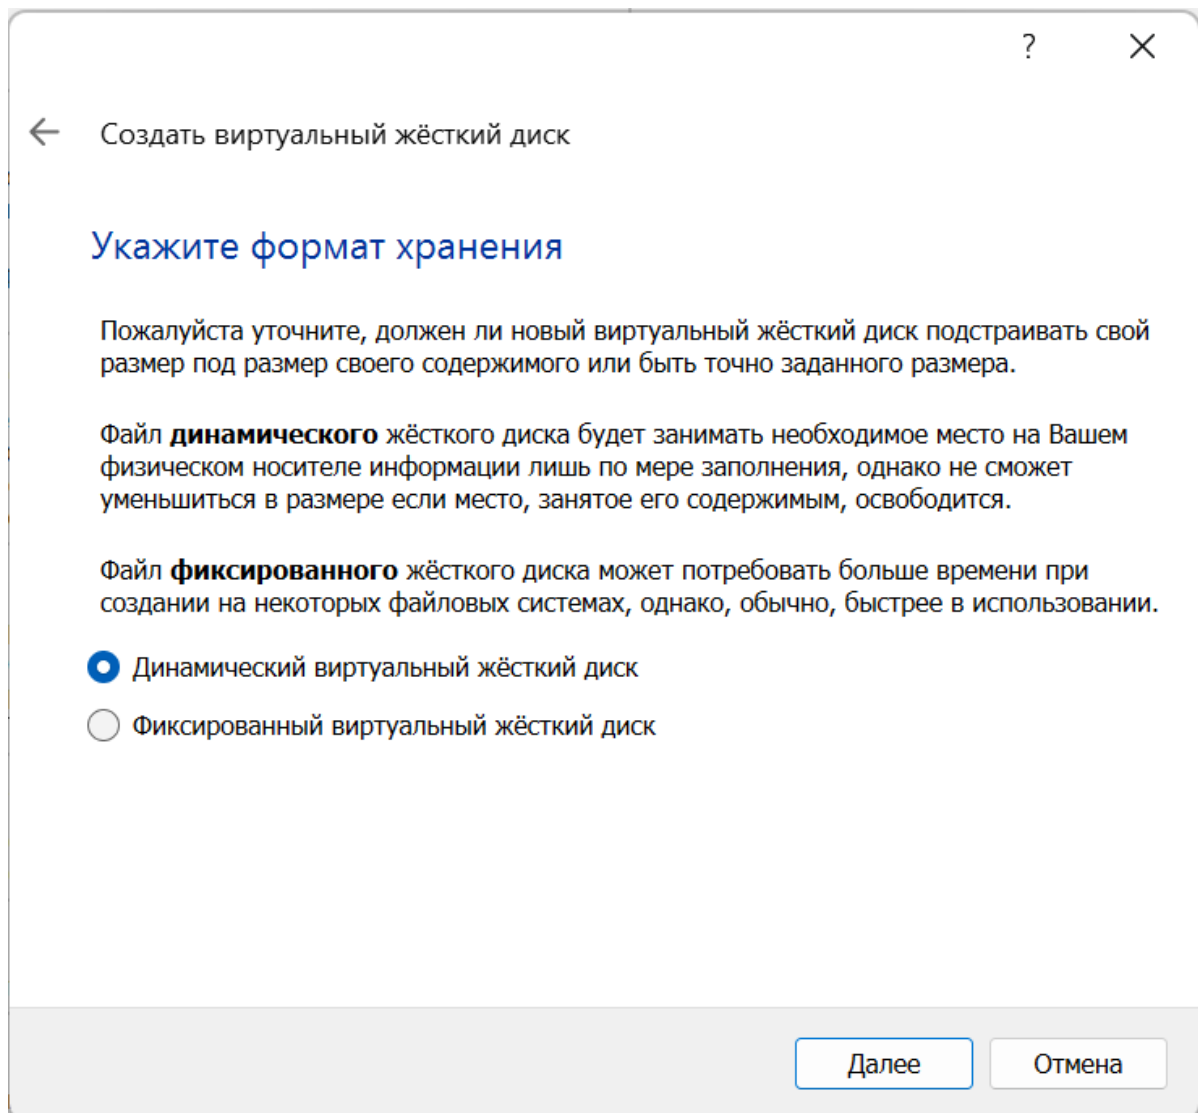 ?
Создать виртуальный жёсткий диск
Укажите формат хранения
Пожалуйста уточните, должен ли новый виртуальный жёсткий диск подстраивать свой
размер под размер своего содержимого или быть точно заданного размера.
Файл динамического жёсткого диска будет занимать необходимое место на Вашем
физическом носителе информации лишь по мере заполнения, однако не сможет
уменьшиться в размере если место, занятое его содержимым, освободится.
Файл фиксированного жёсткого диска может потребовать больше времени при
создании на некоторых файловых системах, однако, обычно, быстрее в использовании.
Динамический виртуальный жёсткий диск
Фиксированный виртуальный жёсткий диск
Далее
Отмена